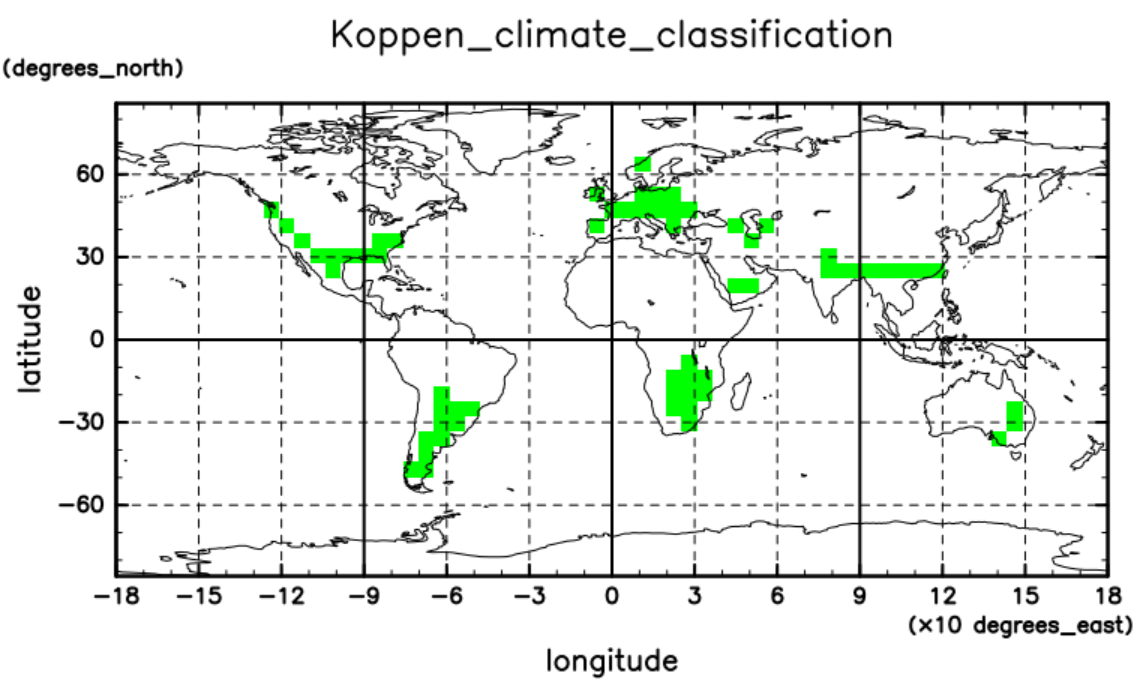 Koppen_climate_classification
(degrees_north)
60
30
0
−30
−60
latitude
−18 −15 −12 −9 −6 −3 0 3 6 9 12 15 18
(×10 degrees_east)
longitude